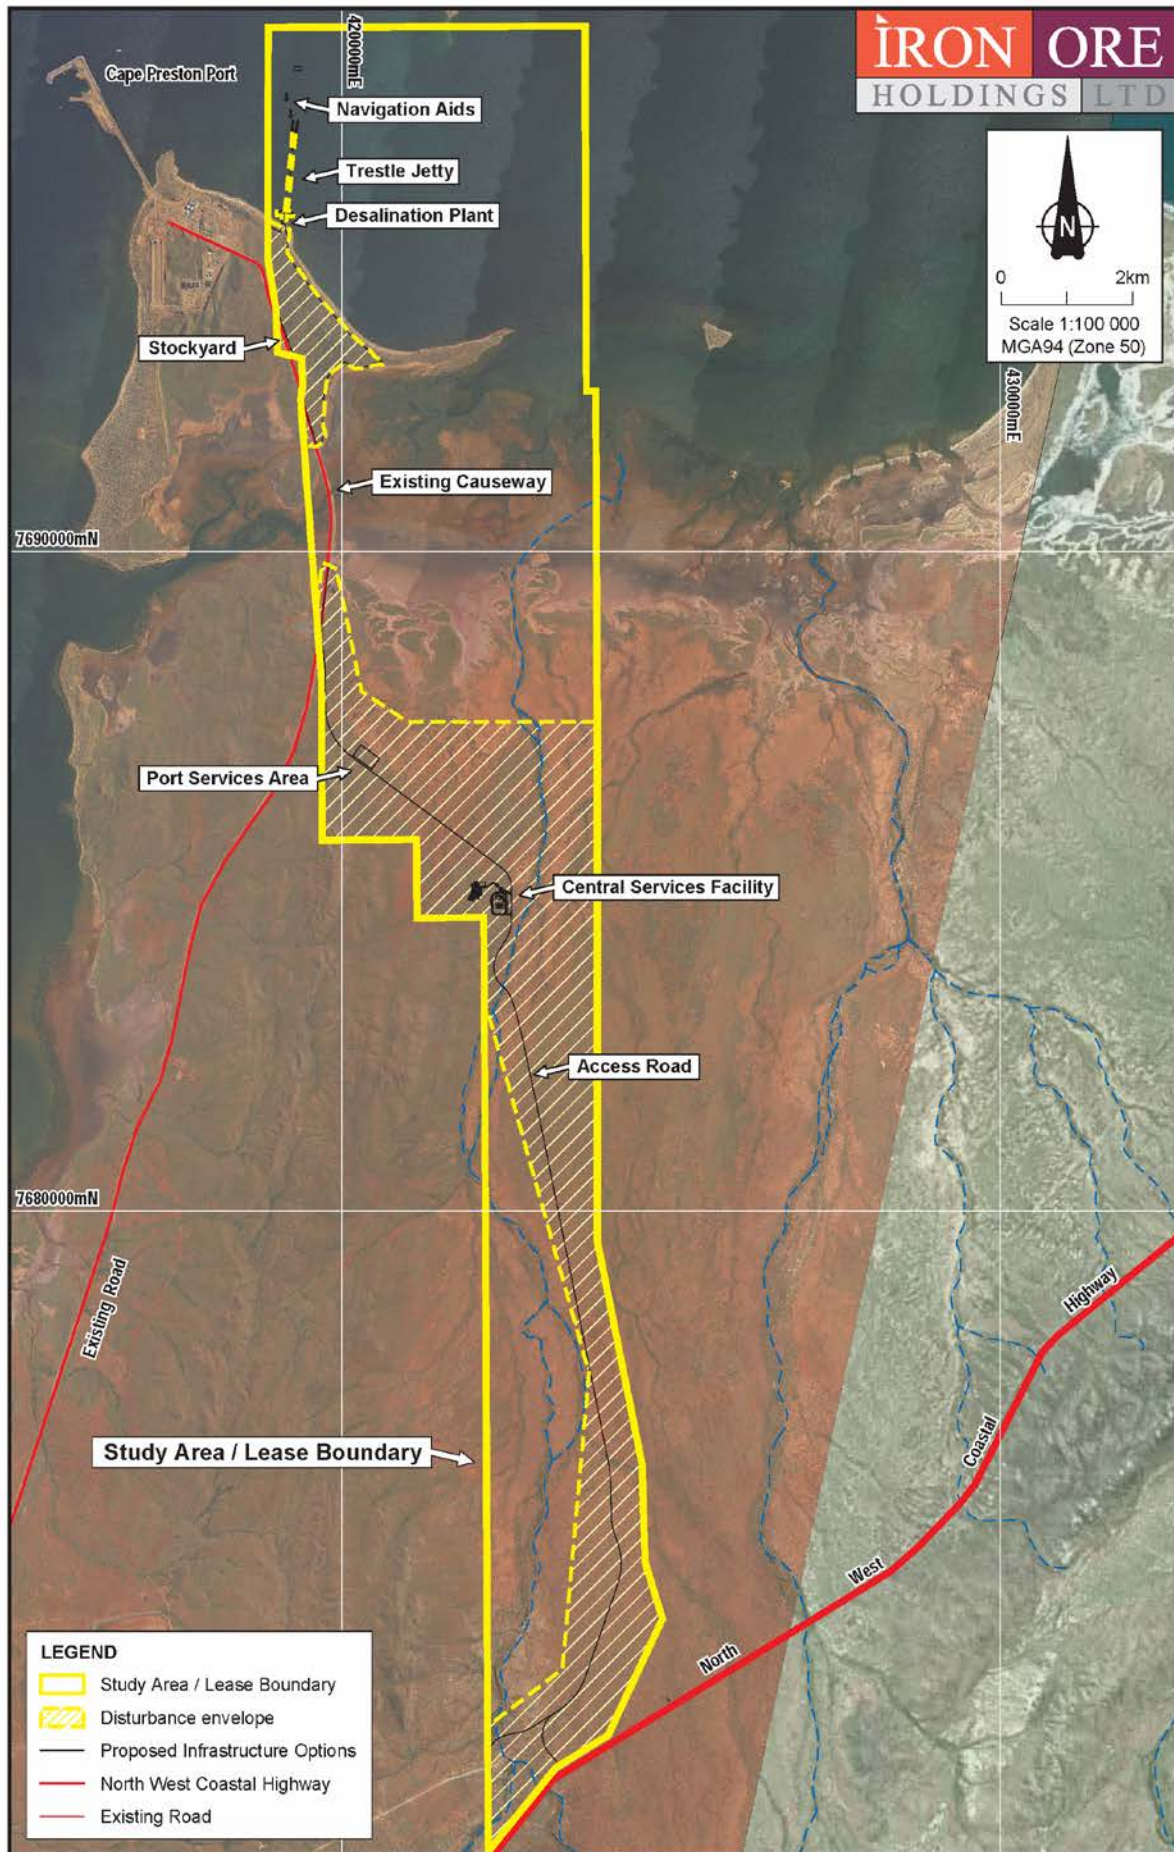 IRON ORE
HOLDINGS LTD
Cape Preston Port
420000mE
Navigation Aids
Trestle Jetty
Desalination Plant
N
0 2km
Scale 1:100 000
MGA94 (Zone 50)
Stockyard
430000mE
Existing Causeway
7690000mN
Port Services Area
Central Services Facility
Access Road
7680000mN
Existing Road
Highway
Coastal
West
North
Study Area / Lease Boundary
LEGEND
Study Area / Lease Boundary
Disturbance envelope
Proposed Infrastructure Options
North West Coastal Highway
Existing Road